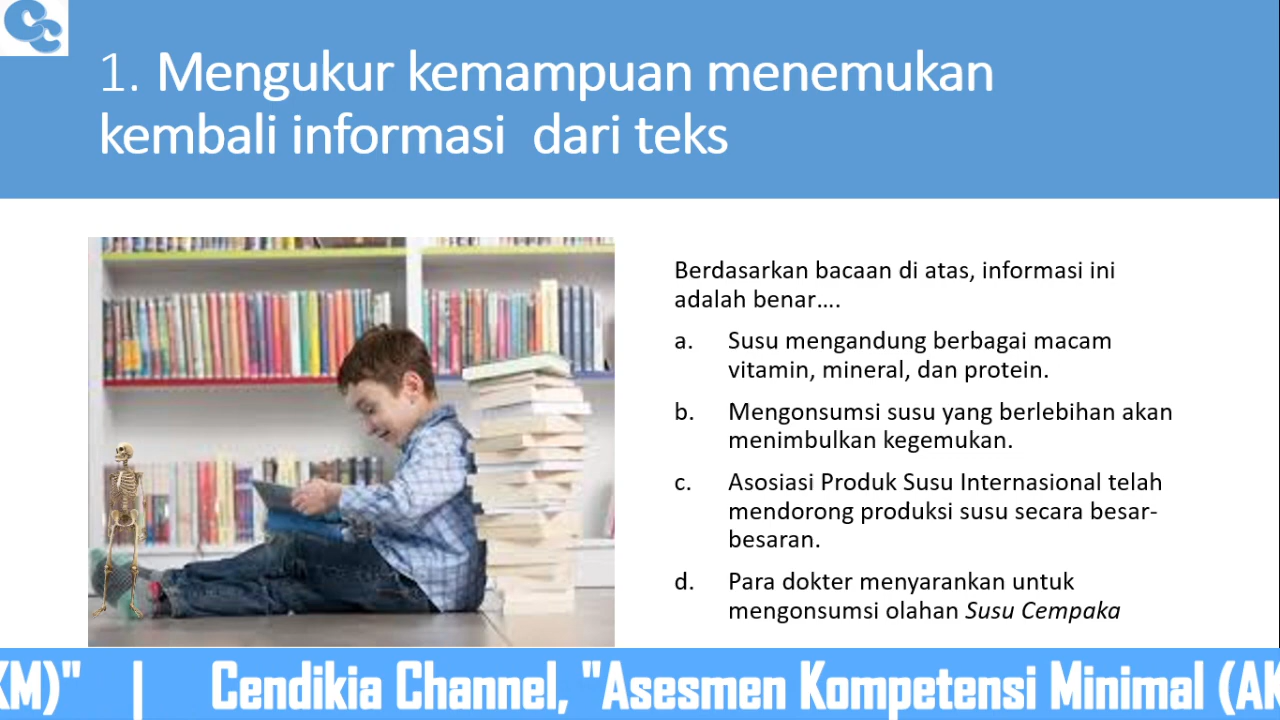 1. Mengukur kemampuan menemukan
kembali informasi dari teks
Berdasarkan bacaan di atas, informasi ini
adalah benar....
a. Susu mengandung berbagai macam
vitamin, mineral, dan protein.
b. Mengonsumsi susu yang berlebihan akan
menimbulkan kegemukan.
c. Asosiasi Produk Susu Internasional telah
mendorong produksi susu secara besar-
besaran.
d. Para dokter menyarankan untuk
mengonsumsi olahan Susu Cempaka
KM)" | Cendikia Channel, "Asesmen Kompetensi Minimal (AK